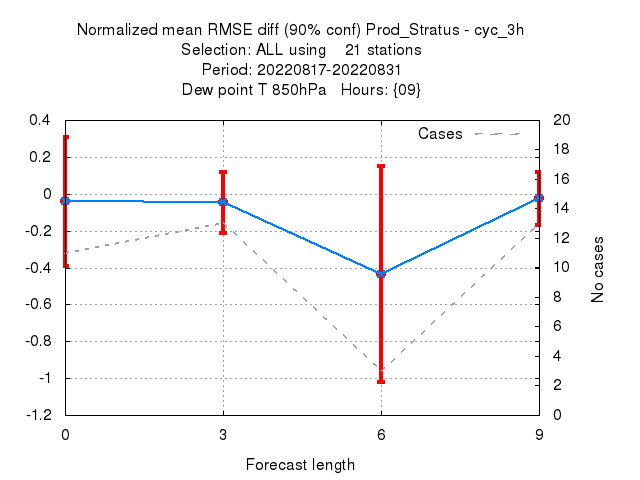 Normalized mean RMSE diff (90% conf) Prod_Stratus - cyc_3h
Selection: ALL using 21 stations
Period: 20220817-20220831
Dew point T 850hPa Hours: {09}
Cases
0.4
0.2
0
-0.2
-0.4
-0.6
-0.8
-1
-1.2
20
18
16
14
12
10
8
6
4
2
0
No cases
0 3 6 9
Forecast length